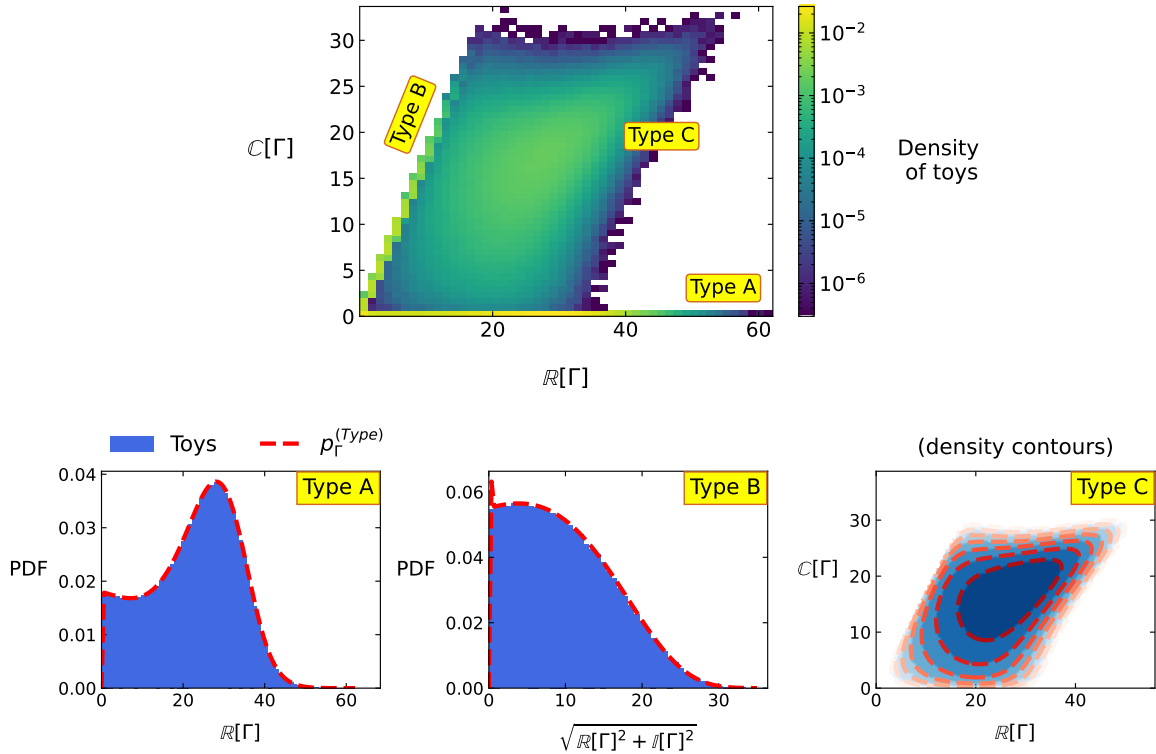 30
25
20
15
10
5
0
ℂ[Γ]
Type B
Type C
Type A
20
40
60
ℝ[Γ]
10⁻²
10⁻³
10⁻⁴
10⁻⁵
10⁻⁶
Density
of toys
Toys
p_Γ^(Type)
(density contours)
0.04
0.03
0.02
0.01
0.00
PDF
Type A
0
20
40
60
ℝ[Γ]
0.06
0.04
0.02
0.00
PDF
Type B
0
10
20
30
√ℝ[Γ]² + 𝕀[Γ]²
30
20
10
0
ℂ[Γ]
Type C
0
20
40
ℝ[Γ]